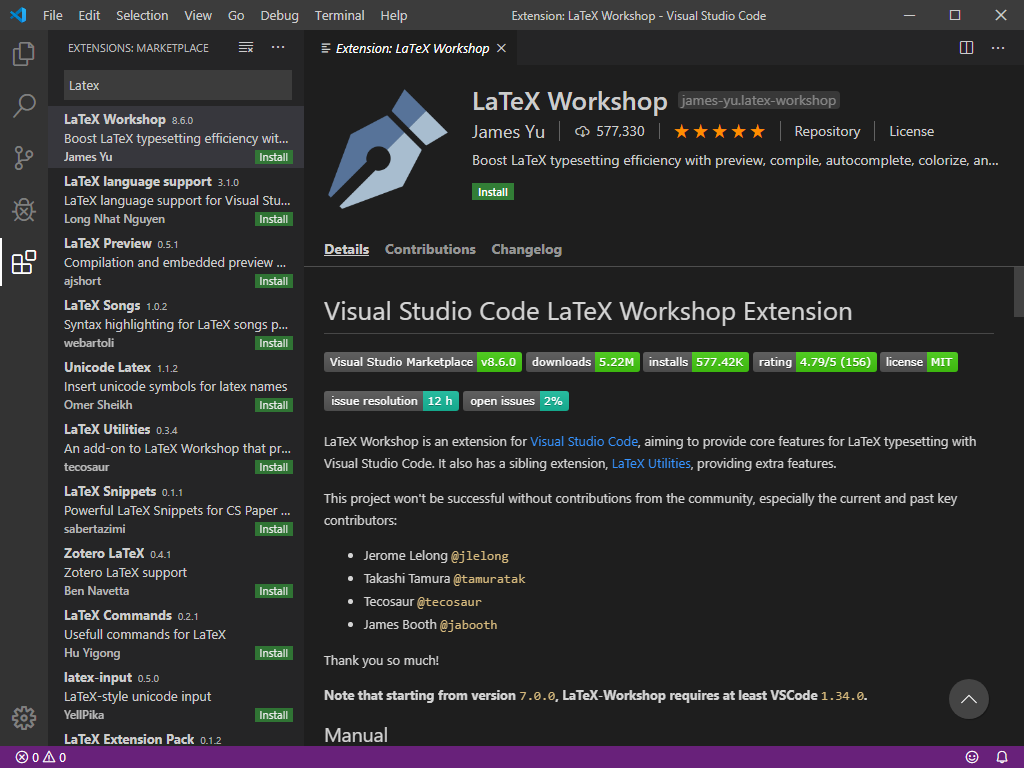 File Edit Selection View Go Debug Terminal Help
Extension: LaTeX Workshop - Visual Studio Code
EXTENSIONS: MARKETPLACE
Latex
LaTeX Workshop 8.6.0
Boost LaTeX typesetting efficiency wit...
James Yu Install
LaTeX language support 3.1.0
LaTeX language support for Visual Stu...
Long Nhat Nguyen Install
LaTeX Preview 0.5.1
Compilation and embedded preview ...
ajshort Install
LaTeX Songs 1.0.2
Syntax highlighting for LaTeX songs p...
webartoli Install
Unicode Latex 1.1.2
Insert unicode symbols for latex names
Omer Sheikh Install
LaTeX Utilities 0.3.4
An add-on to LaTeX Workshop that pr...
tecosaur Install
LaTeX Snippets 0.1.1
Powerful LaTeX Snippets for CS Paper ...
sabertazimi Install
Zotero LaTeX 0.4.1
Zotero LaTeX support
Ben Navetta Install
LaTeX Commands 0.2.1
Usefull commands for LaTeX
Hu Yigong Install
latex-input 0.5.0
LaTeX-style unicode input
YellPika Install
LaTeX Extension Pack 0.1.2
Extension: LaTeX Workshop
LaTeX Workshop james-yu.latex-workshop
James Yu 577,330 Repository License
Boost LaTeX typesetting efficiency with preview, compile, autocomplete, colorize, an...
Install
Details Contributions Changelog
Visual Studio Code LaTeX Workshop Extension
Visual Studio Marketplace v8.6.0 downloads 5.22M installs 577.42K rating 4.79/5 (156) license MIT
issue resolution 12 h open issues 2%
LaTeX Workshop is an extension for Visual Studio Code, aiming to provide core features for LaTeX typesetting with
Visual Studio Code. It also has a sibling extension, LaTeX Utilities, providing extra features.
This project won't be successful without contributions from the community, especially the current and past key
contributors:
• Jerome Lelong @jlelong
• Takashi Tamura @tamuratak
• Tecosaur @tecosaur
• James Booth @jabooth
Thank you so much!
Note that starting from version 7.0.0, LaTeX-Workshop requires at least VSCode 1.34.0.
Manual
0 0